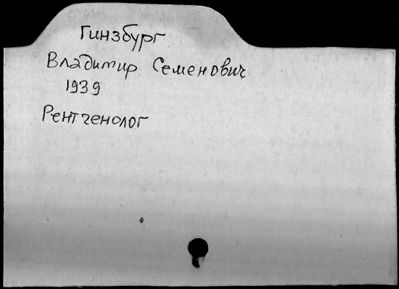 Гинзбург
Владимир Семенович
1939
Рентгенолог